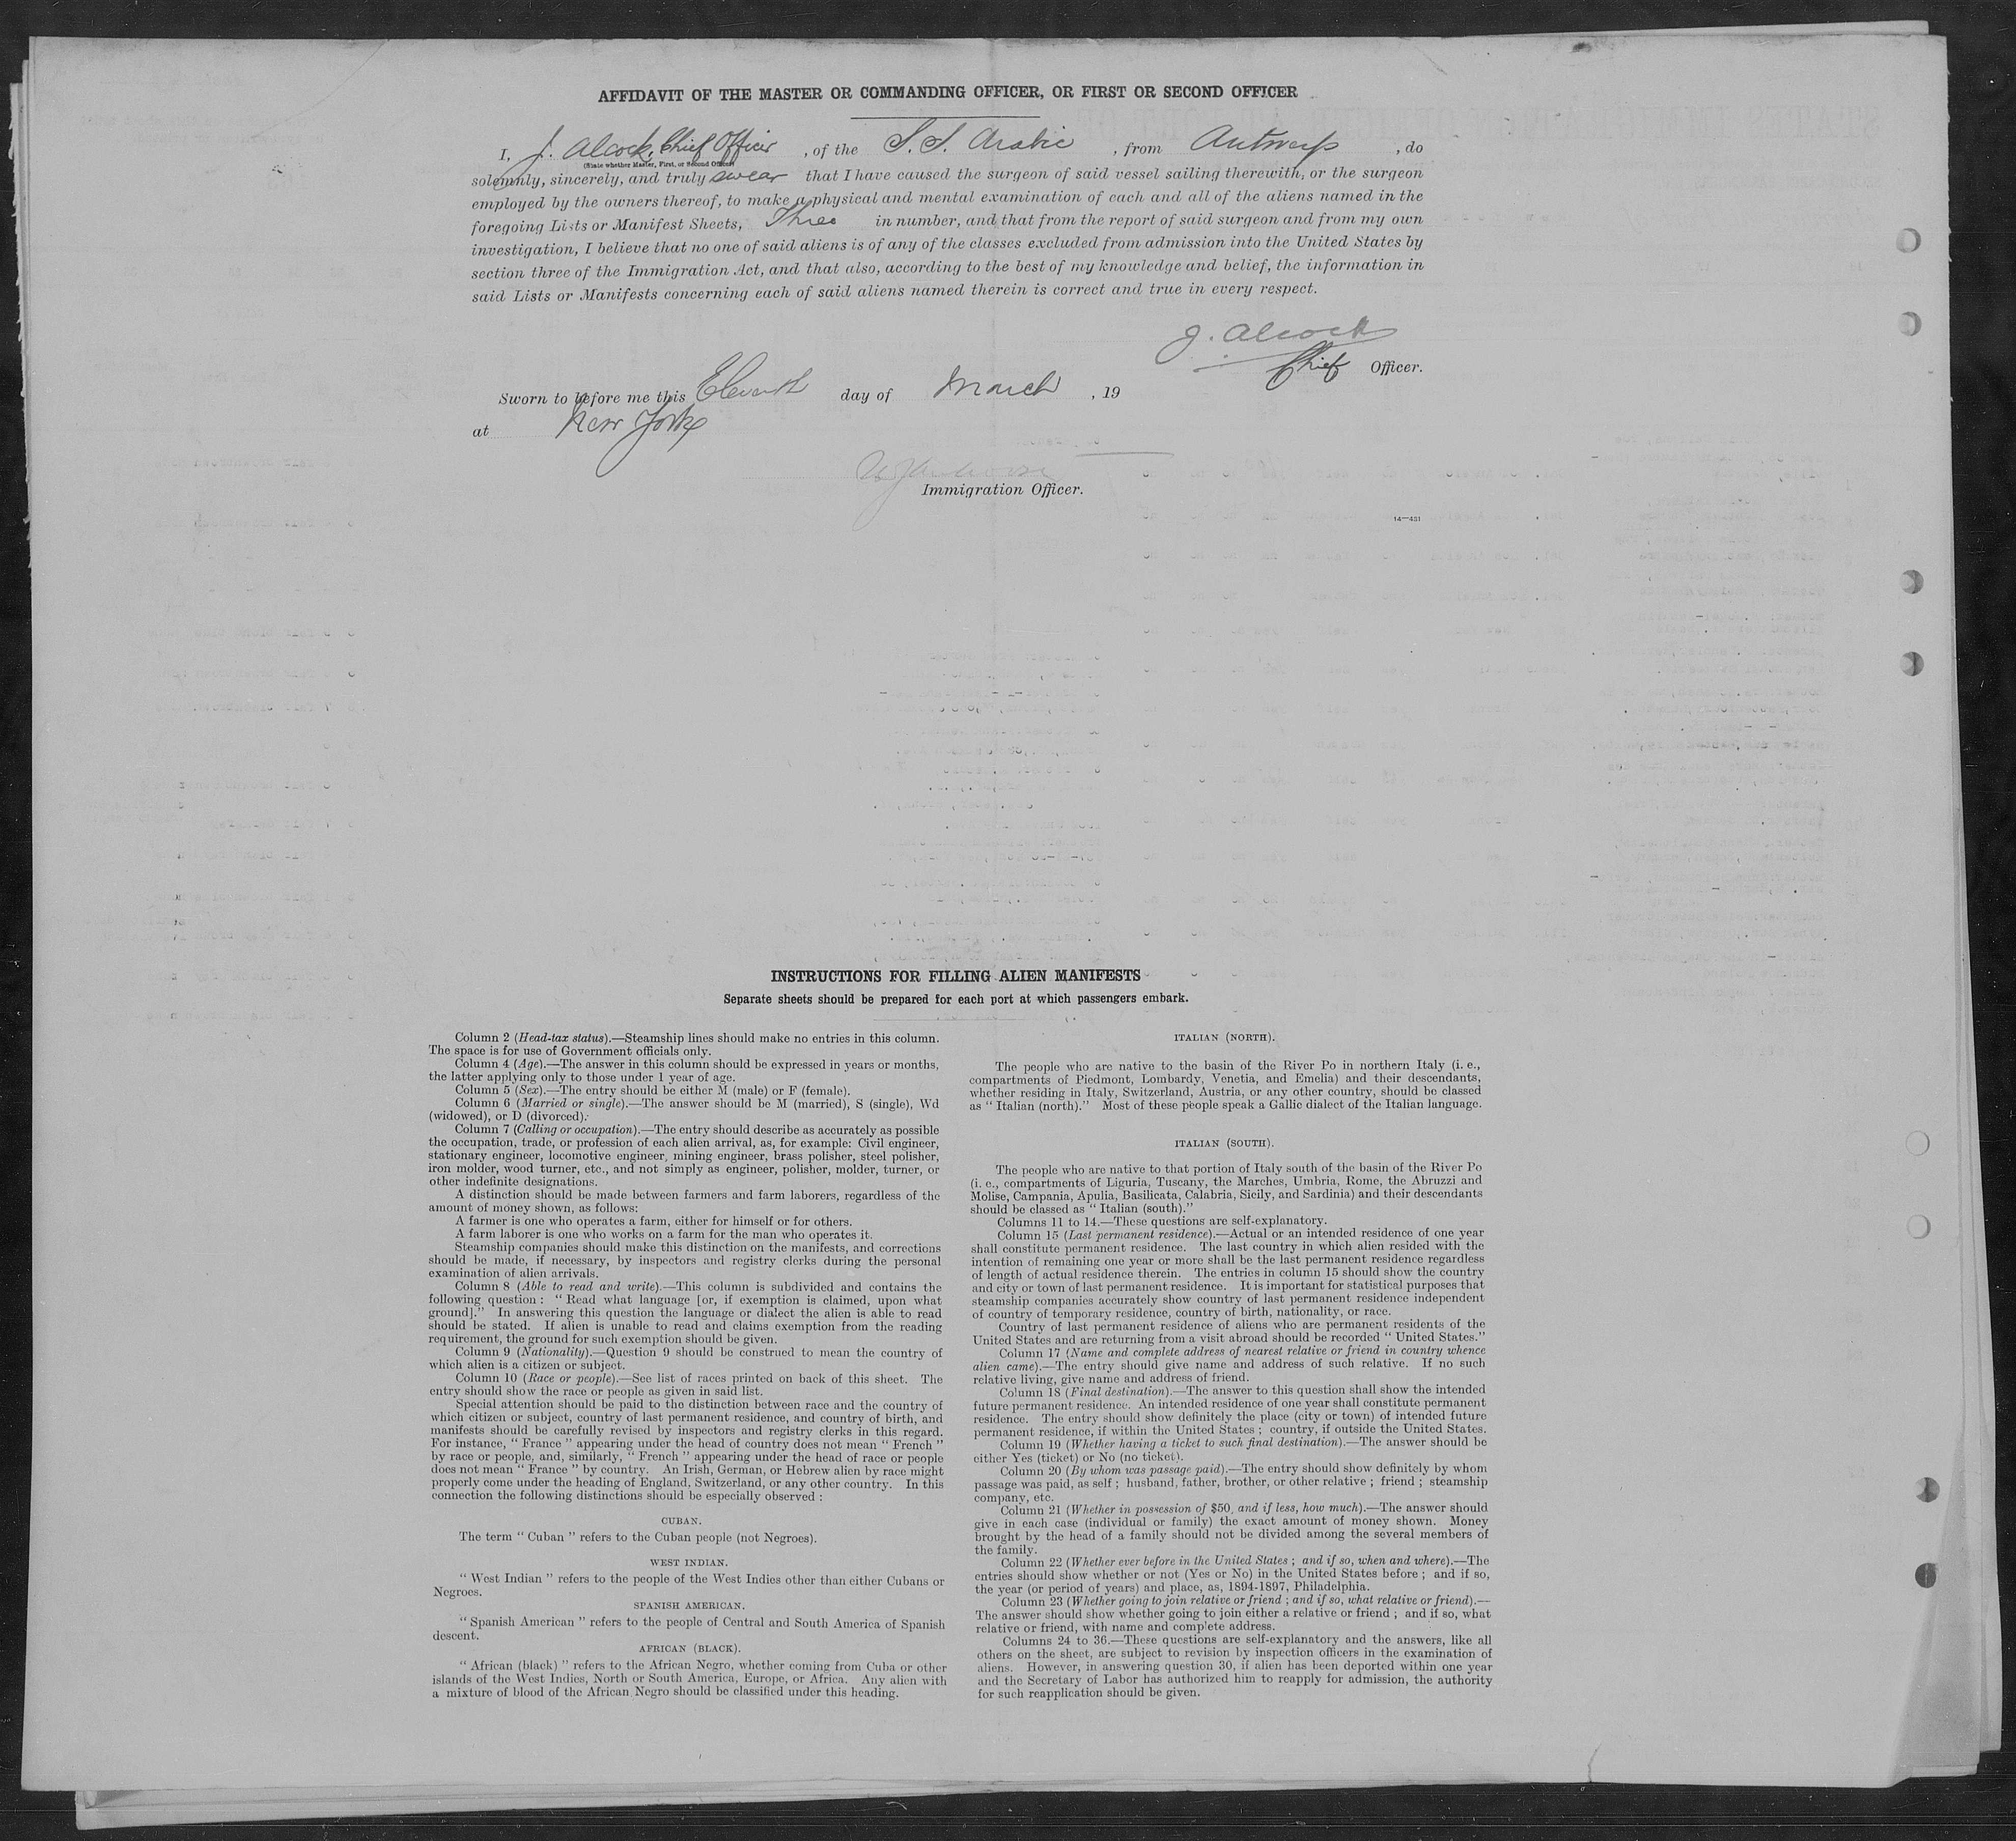 AFFIDAVIT OF THE MASTER OR COMMANDING OFFICER, OR FIRST OR SECOND OFFICER
I, J. Alcock, Chief Officer, of the S.S. Arabic, from Antwerp, do
(State whether Master, First, or Second Officer)
solemnly, sincerely, and truly swear that I have caused the surgeon of said vessel sailing therewith, or the surgeon
employed by the owners thereof, to make a physical and mental examination of each and all of the aliens named in the
foregoing Lists or Manifest Sheets, Three in number, and that from the report of said surgeon and from my own
investigation, I believe that no one of said aliens is of any of the classes excluded from admission into the United States by
section three of the Immigration Act, and that also, according to the best of my knowledge and belief, the information in
said Lists or Manifests concerning each of said aliens named therein is correct and true in every respect.
J. Alcock
Chief Officer.
Sworn to before me this Eleventh day of March, 19
at New York
Immigration Officer.
14—431
INSTRUCTIONS FOR FILLING ALIEN MANIFESTS
Separate sheets should be prepared for each port at which passengers embark.
Column 2 (Head-tax status).—Steamship lines should make no entries in this column.
The space is for use of Government officials only.
Column 4 (Age).—The answer in this column should be expressed in years or months,
the latter applying only to those under 1 year of age.
Column 5 (Sex).—The entry should be either M (male) or F (female).
Column 6 (Married or single).—The answer should be M (married), S (single), Wd
(widowed), or D (divorced).
Column 7 (Calling or occupation).—The entry should describe as accurately as possible
the occupation, trade, or profession of each alien arrival, as, for example: Civil engineer,
stationary engineer, locomotive engineer, mining engineer, brass polisher, steel polisher,
iron molder, wood turner, etc., and not simply as engineer, polisher, molder, turner, or
other indefinite designations.
A distinction should be made between farmers and farm laborers, regardless of the
amount of money shown, as follows:
A farmer is one who operates a farm, either for himself or for others.
A farm laborer is one who works on a farm for the man who operates it.
Steamship companies should make this distinction on the manifests, and corrections
should be made, if necessary, by inspectors and registry clerks during the personal
examination of alien arrivals.
Column 8 (Able to read and write).—This column is subdivided and contains the
following question: "Read what language [or, if exemption is claimed, upon what
ground]." In answering this question the language or dialect the alien is able to read
should be stated. If alien is unable to read and claims exemption from the reading
requirement, the ground for such exemption should be given.
Column 9 (Nationality).—Question 9 should be construed to mean the country of
which alien is a citizen or subject.
Column 10 (Race or people).—See list of races printed on back of this sheet. The
entry should show the race or people as given in said list.
Special attention should be paid to the distinction between race and the country of
which citizen or subject, country of last permanent residence, and country of birth, and
manifests should be carefully revised by inspectors and registry clerks in this regard.
For instance, "France" appearing under the head of country does not mean "French"
by race or people, and, similarly, "French" appearing under the head of race or people
does not mean "France" by country. An Irish, German, or Hebrew alien by race might
properly come under the heading of England, Switzerland, or any other country. In this
connection the following distinctions should be especially observed:
CUBAN.
The term "Cuban" refers to the Cuban people (not Negroes).
WEST INDIAN.
"West Indian" refers to the people of the West Indies other than either Cubans or
Negroes.
SPANISH AMERICAN.
"Spanish American" refers to the people of Central and South America of Spanish
descent.
AFRICAN (BLACK).
"African (black)" refers to the African Negro, whether coming from Cuba or other
islands of the West Indies, North or South America, Europe, or Africa. Any alien with
a mixture of blood of the African Negro should be classified under this heading.
ITALIAN (NORTH).
The people who are native to the basin of the River Po in northern Italy (i. e.,
compartments of Piedmont, Lombardy, Venetia, and Emelia) and their descendants,
whether residing in Italy, Switzerland, Austria, or any other country, should be classed
as "Italian (north)." Most of these people speak a Gallic dialect of the Italian language.
ITALIAN (SOUTH).
The people who are native to that portion of Italy south of the basin of the River Po
(i. e., compartments of Liguria, Tuscany, the Marches, Umbria, Rome, the Abruzzi and
Molise, Campania, Apulia, Basilicata, Calabria, Sicily, and Sardinia) and their descendants
should be classed as "Italian (south)."
Columns 11 to 14.—These questions are self-explanatory.
Column 15 (Last permanent residence).—Actual or an intended residence of one year
shall constitute permanent residence. The last country in which alien resided with the
intention of remaining one year or more shall be the last permanent residence regardless
of length of actual residence therein. The entries in column 15 should show the country
and city or town of last permanent residence. It is important for statistical purposes that
steamship companies accurately show country of last permanent residence independent
of country of temporary residence, country of birth, nationality, or race.
Country of last permanent residence of aliens who are permanent residents of the
United States and are returning from a visit abroad should be recorded "United States."
Column 17 (Name and complete address of nearest relative or friend in country whence
alien came).—The entry should give name and address of such relative. If no such
relative living, give name and address of friend.
Column 18 (Final destination).—The answer to this question shall show the intended
future permanent residence. An intended residence of one year shall constitute permanent
residence. The entry should show definitely the place (city or town) of intended future
permanent residence, if within the United States; country, if outside the United States.
Column 19 (Whether having a ticket to such final destination).—The answer should be
either Yes (ticket) or No (no ticket).
Column 20 (By whom was passage paid).—The entry should show definitely by whom
passage was paid, as self; husband, father, brother, or other relative; friend; steamship
company, etc.
Column 21 (Whether in possession of $50, and if less, how much).—The answer should
give in each case (individual or family) the exact amount of money shown. Money
brought by the head of a family should not be divided among the several members of
the family.
Column 22 (Whether ever before in the United States; and if so, when and where).—The
entries should show whether or not (Yes or No) in the United States before; and if so,
the year (or period of years) and place, as, 1894-1897, Philadelphia.
Column 23 (Whether going to join relative or friend; and if so, what relative or friend).—
The answer should show whether going to join either a relative or friend; and if so, what
relative or friend, with name and complete address.
Columns 24 to 36.—These questions are self-explanatory and the answers, like all
others on the sheet, are subject to revision by inspection officers in the examination of
aliens. However, in answering question 30, if alien has been deported within one year
and the Secretary of Labor has authorized him to reapply for admission, the authority
for such reapplication should be given.